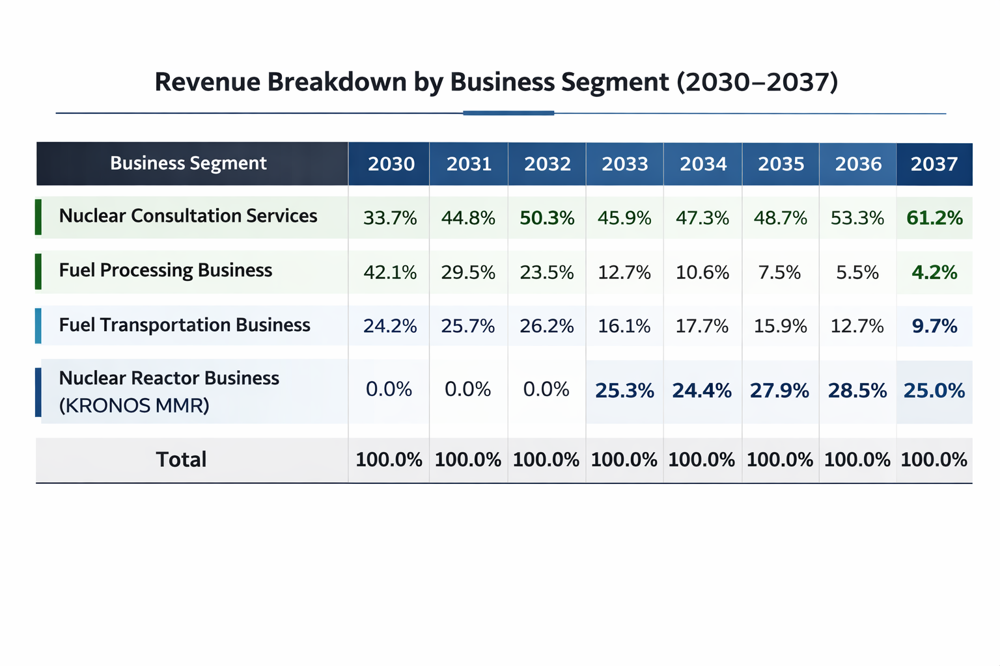 Revenue Breakdown by Business Segment (2030–2037)
Business Segment 2030 2031 2032 2033 2034 2035 2036 2037
Nuclear Consultation Services 33.7% 44.8% 50.3% 45.9% 47.3% 48.7% 53.3% 61.2%
Fuel Processing Business 42.1% 29.5% 23.5% 12.7% 10.6% 7.5% 5.5% 4.2%
Fuel Transportation Business 24.2% 25.7% 26.2% 16.1% 17.7% 15.9% 12.7% 9.7%
Nuclear Reactor Business
(KRONOS MMR) 0.0% 0.0% 0.0% 25.3% 24.4% 27.9% 28.5% 25.0%
Total 100.0% 100.0% 100.0% 100.0% 100.0% 100.0% 100.0% 100.0%